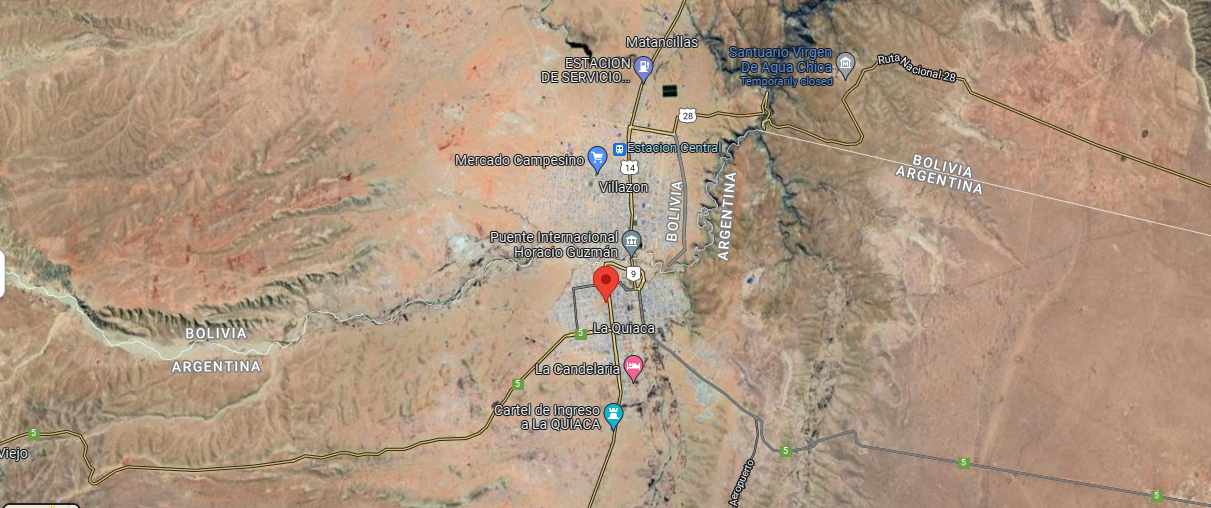 Matancillas
ESTACION
DE SERVICIO...
Santuario Virgen
De Agua Chica
Temporarily closed
Ruta Nacional 28
28
Estacion Central
Mercado Campesino
14
Villazon
BOLIVIA
ARGENTINA
BOLIVIA
ARGENTINA
Puente Internacional
Horacio Guzmán
9
La Quiaca
5
BOLIVIA
ARGENTINA
La Candelaria
5
Cartel de Ingreso
a La QUIACA
5
Viejo
5
5
Aeropuerto
5